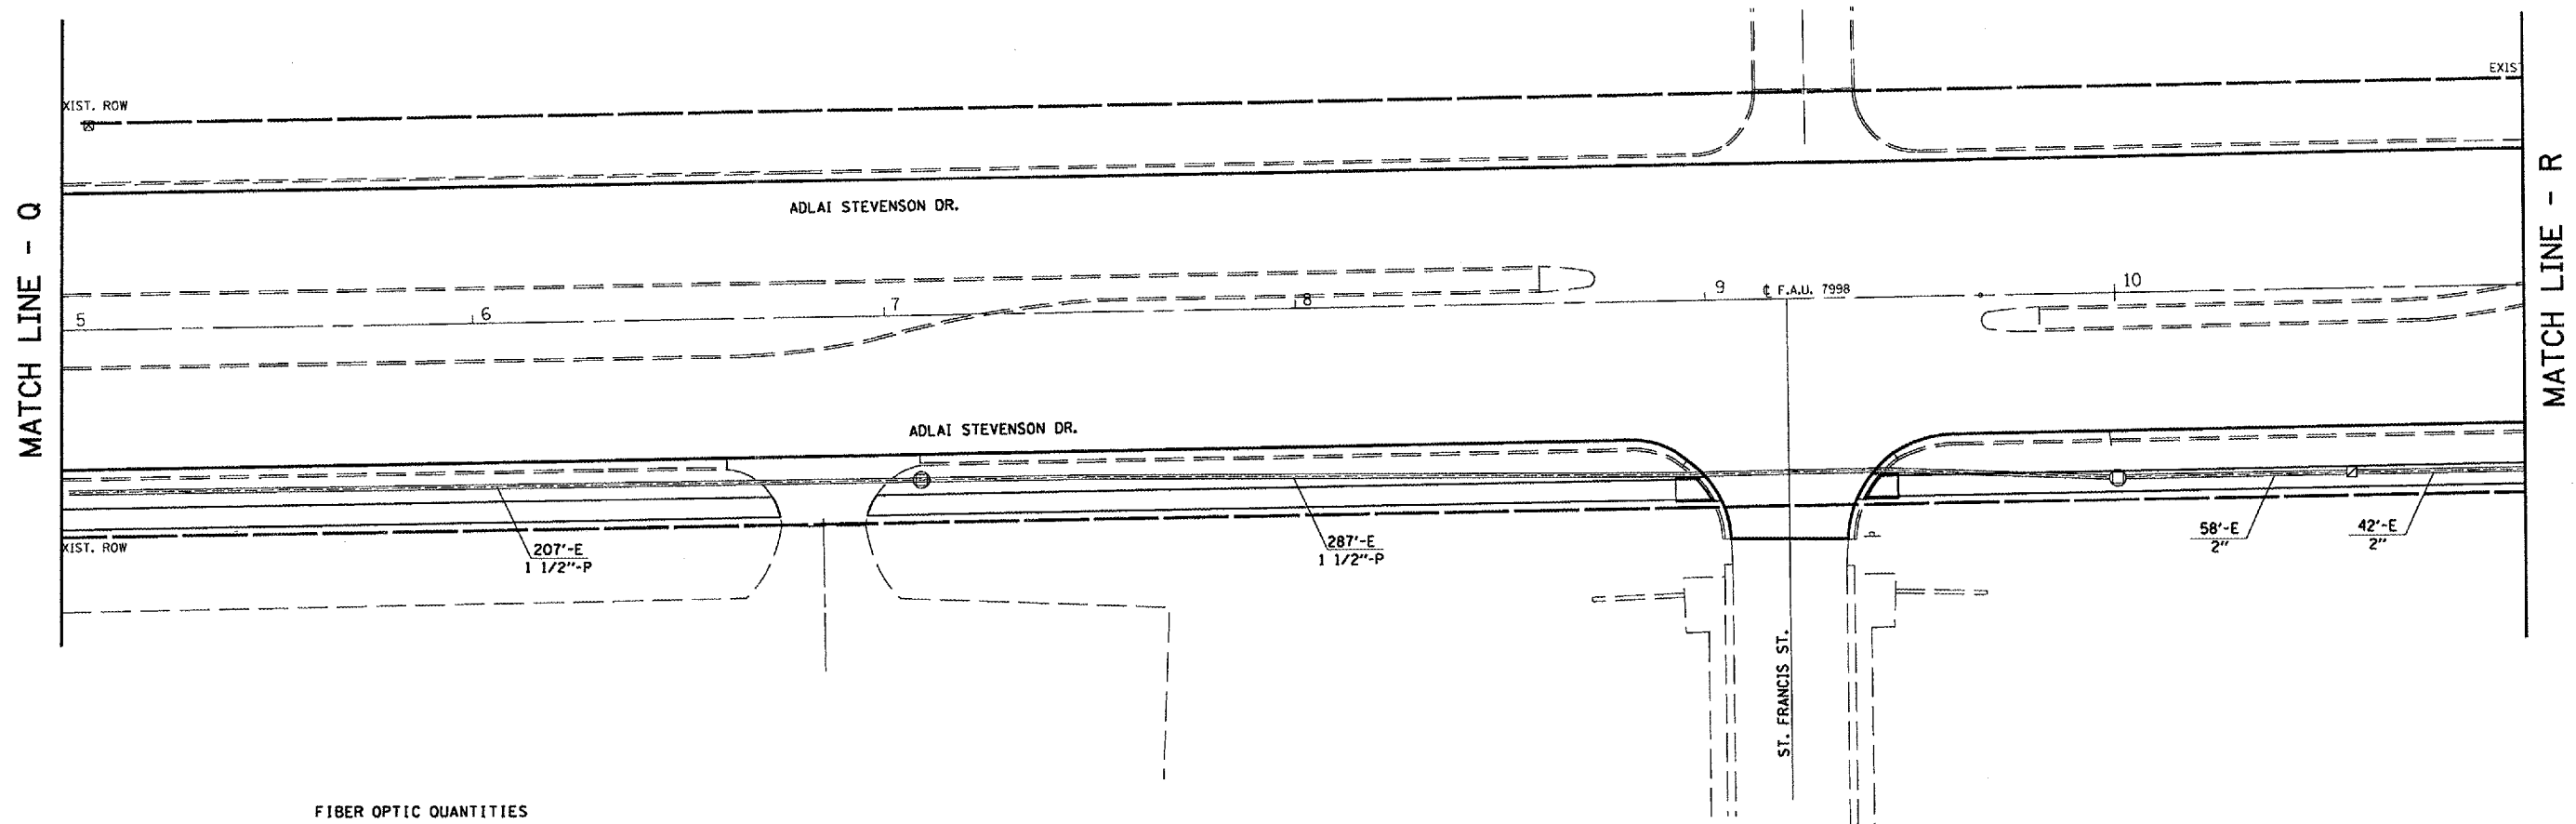 EXIS
XIST. ROW
MATCH LINE - Q
MATCH LINE - R
ADLAI STEVENSON DR.
5
6
7
8
9
℄ F.A.U. 7998
10
ADLAI STEVENSON DR.
XIST. ROW
207'-E
1 1/2"-P
287'-E
1 1/2"-P
58'-E
2"
42'-E
2"
ST. FRANCIS ST.
FIBER OPTIC QUANTITIES